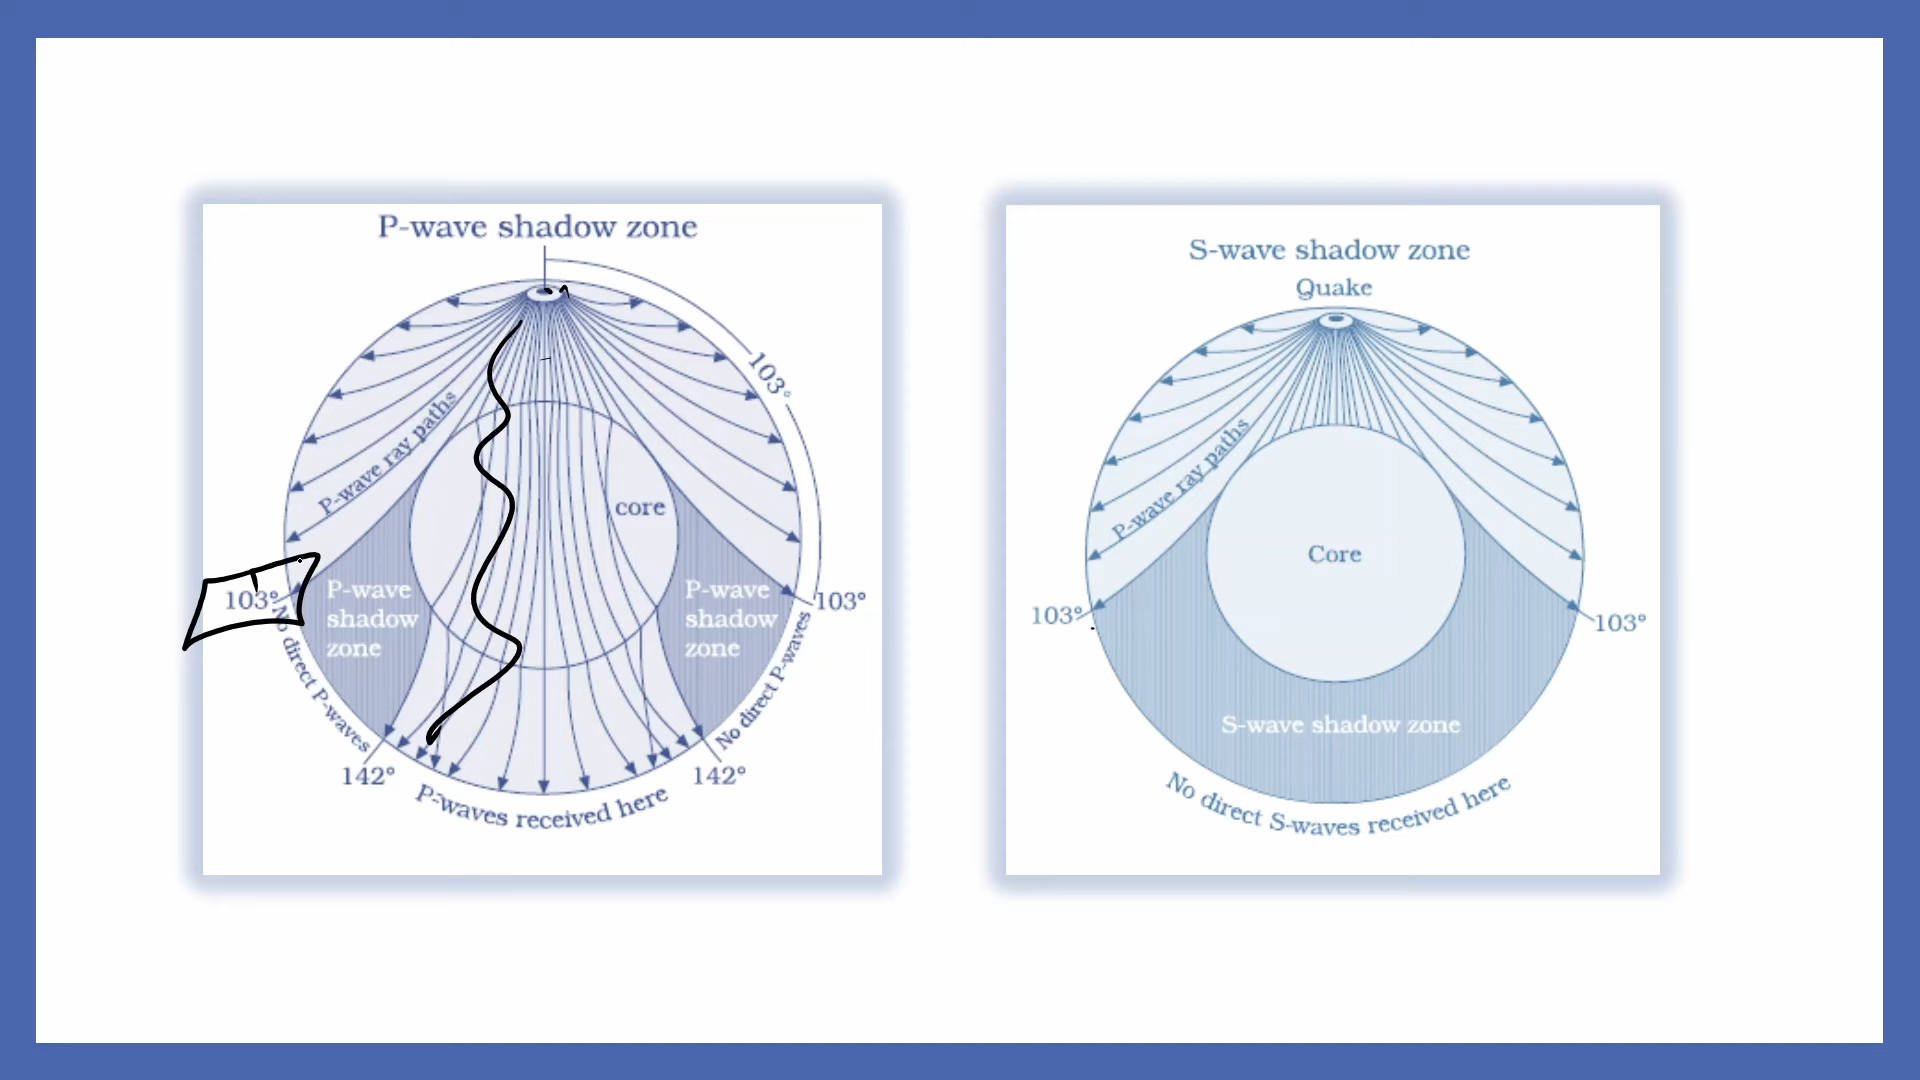 P-wave shadow zone
103°
P-wave ray paths
core
P-wave
shadow
zone
P-wave
shadow
zone
103°
103°
No direct P-waves
No direct P-waves
142°
142°
P-waves received here
S-wave shadow zone
Quake
P-wave ray paths
Core
103°
103°
S-wave shadow zone
No direct S-waves received here